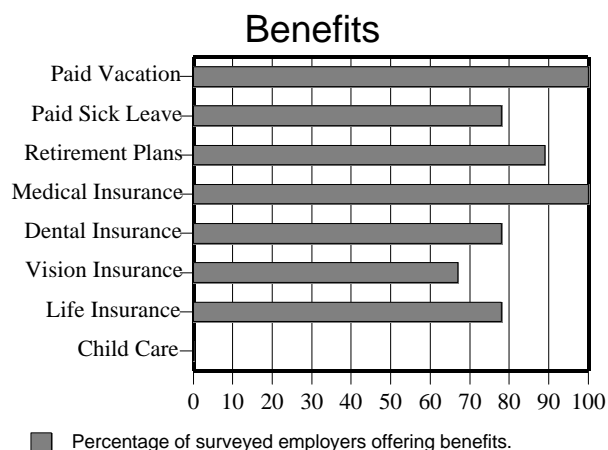 Benefits
Paid Vacation
Paid Sick Leave
Retirement Plans
Medical Insurance
Dental Insurance
Vision Insurance
Life Insurance
Child Care
0 10 20 30 40 50 60 70 80 90 100
Percentage of surveyed employers offering benefits.